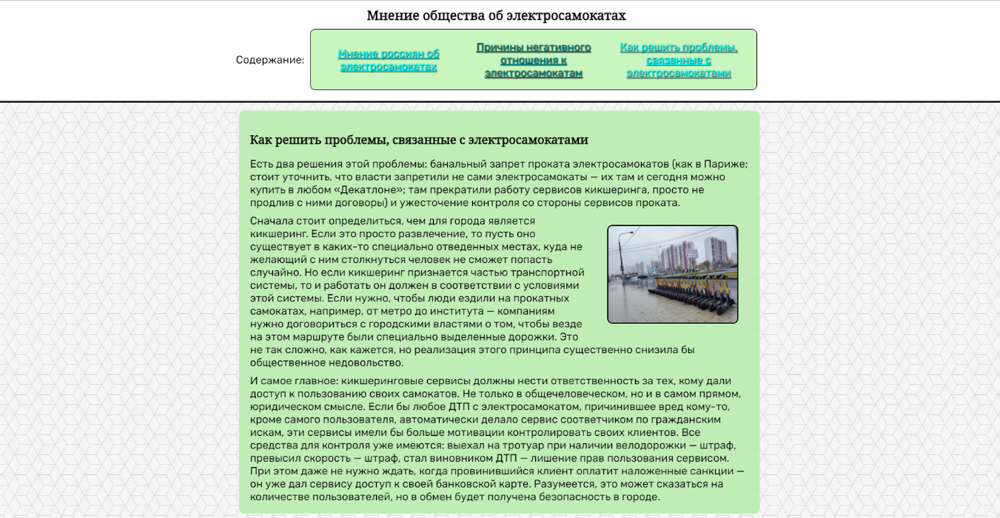 Мнение общества об электросамокатах
Содержание:
Мнение россиян об
электросамокатах
Причины негативного
отношения к
электросамокатам
Как решить проблемы,
связанные с
электросамокатами
Как решить проблемы, связанные с электросамокатами
Есть два решения этой проблемы: банальный запрет проката электросамокатов (как в Париже;
стоит уточнить, что власти запретили не сами электросамокаты — их там и сегодня можно
купить в любом «Декатлоне»; там прекратили работу сервисов кикшеринга, просто не
продлив с ними договоры) и ужесточение контроля со стороны сервисов проката.
Сначала стоит определиться, чем для города является
кикшеринг. Если это просто развлечение, то пусть оно
существует в каких-то специально отведенных местах, куда не
желающий с ним столкнуться человек не сможет попасть
случайно. Но если кикшеринг признается частью транспортной
системы, то и работать он должен в соответствии с условиями
этой системы. Если нужно, чтобы люди ездили на прокатных
самокатах, например, от метро до института — компаниям
нужно договориться с городскими властями о том, чтобы везде
на этом маршруте были специально выделенные дорожки. Это
не так сложно, как кажется, но реализация этого принципа существенно снизила бы
общественное недовольство.
И самое главное: кикшеринговые сервисы должны нести ответственность за тех, кому дали
доступ к пользованию своих самокатов. Не только в общечеловеческом, но и в самом прямом,
юридическом смысле. Если бы любое ДТП с электросамокатом, причинившее вред кому-то,
кроме самого пользователя, автоматически делало сервис соответчиком по гражданским
искам, эти сервисы имели бы больше мотивации контролировать своих клиентов. Все
средства для контроля уже имеются: выехал на тротуар при наличии велодорожки — штраф,
превысил скорость — штраф, стал виновником ДТП — лишение прав пользования сервисом.
При этом даже не нужно ждать, когда провинившийся клиент оплатит наложенные санкции —
он уже дал сервису доступ к своей банковской карте. Разумеется, это может сказаться на
количестве пользователей, но в обмен будет получена безопасность в городе.